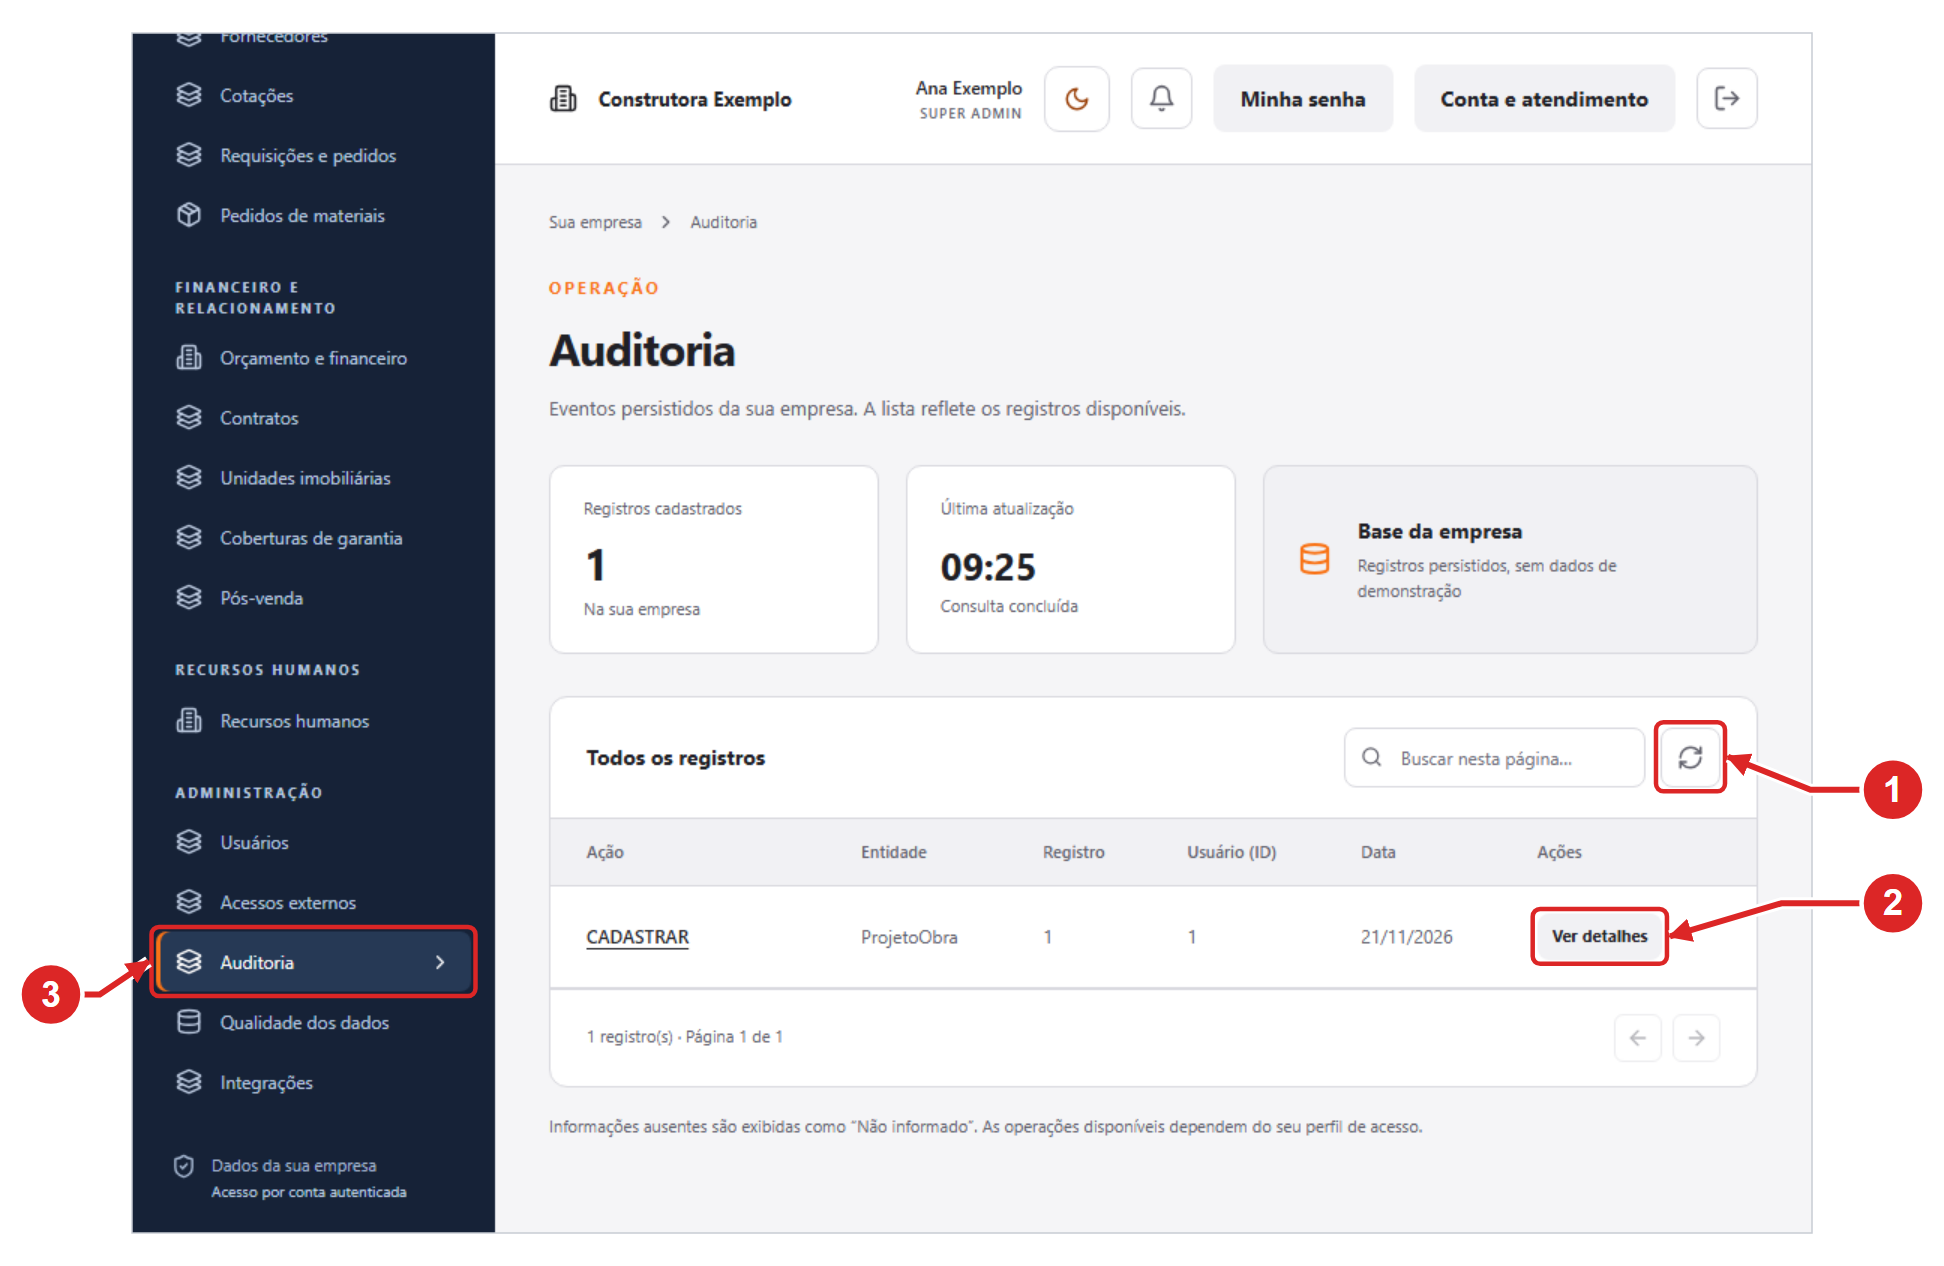 Fornecedores
Cotações
Requisições e pedidos
Pedidos de materiais
FINANCEIRO E
RELACIONAMENTO
Orçamento e financeiro
Contratos
Unidades imobiliárias
Coberturas de garantia
Pós-venda
RECURSOS HUMANOS
Recursos humanos
ADMINISTRAÇÃO
Usuários
Acessos externos
Auditoria
3
Qualidade dos dados
Integrações
Dados da sua empresa
Acesso por conta autenticada
Construtora Exemplo
Ana Exemplo
SUPER ADMIN
Minha senha
Conta e atendimento
Sua empresa > Auditoria
OPERAÇÃO
Auditoria
Eventos persistidos da sua empresa. A lista reflete os registros disponíveis.
Registros cadastrados
1
Na sua empresa
Última atualização
09:25
Consulta concluída
Base da empresa
Registros persistidos, sem dados de
demonstração
Todos os registros
Buscar nesta página...
1
Ação Entidade Registro Usuário (ID) Data Ações
CADASTRAR ProjetoObra 1 1 21/11/2026 Ver detalhes
2
1 registro(s) · Página 1 de 1
Informações ausentes são exibidas como "Não informado". As operações disponíveis dependem do seu perfil de acesso.